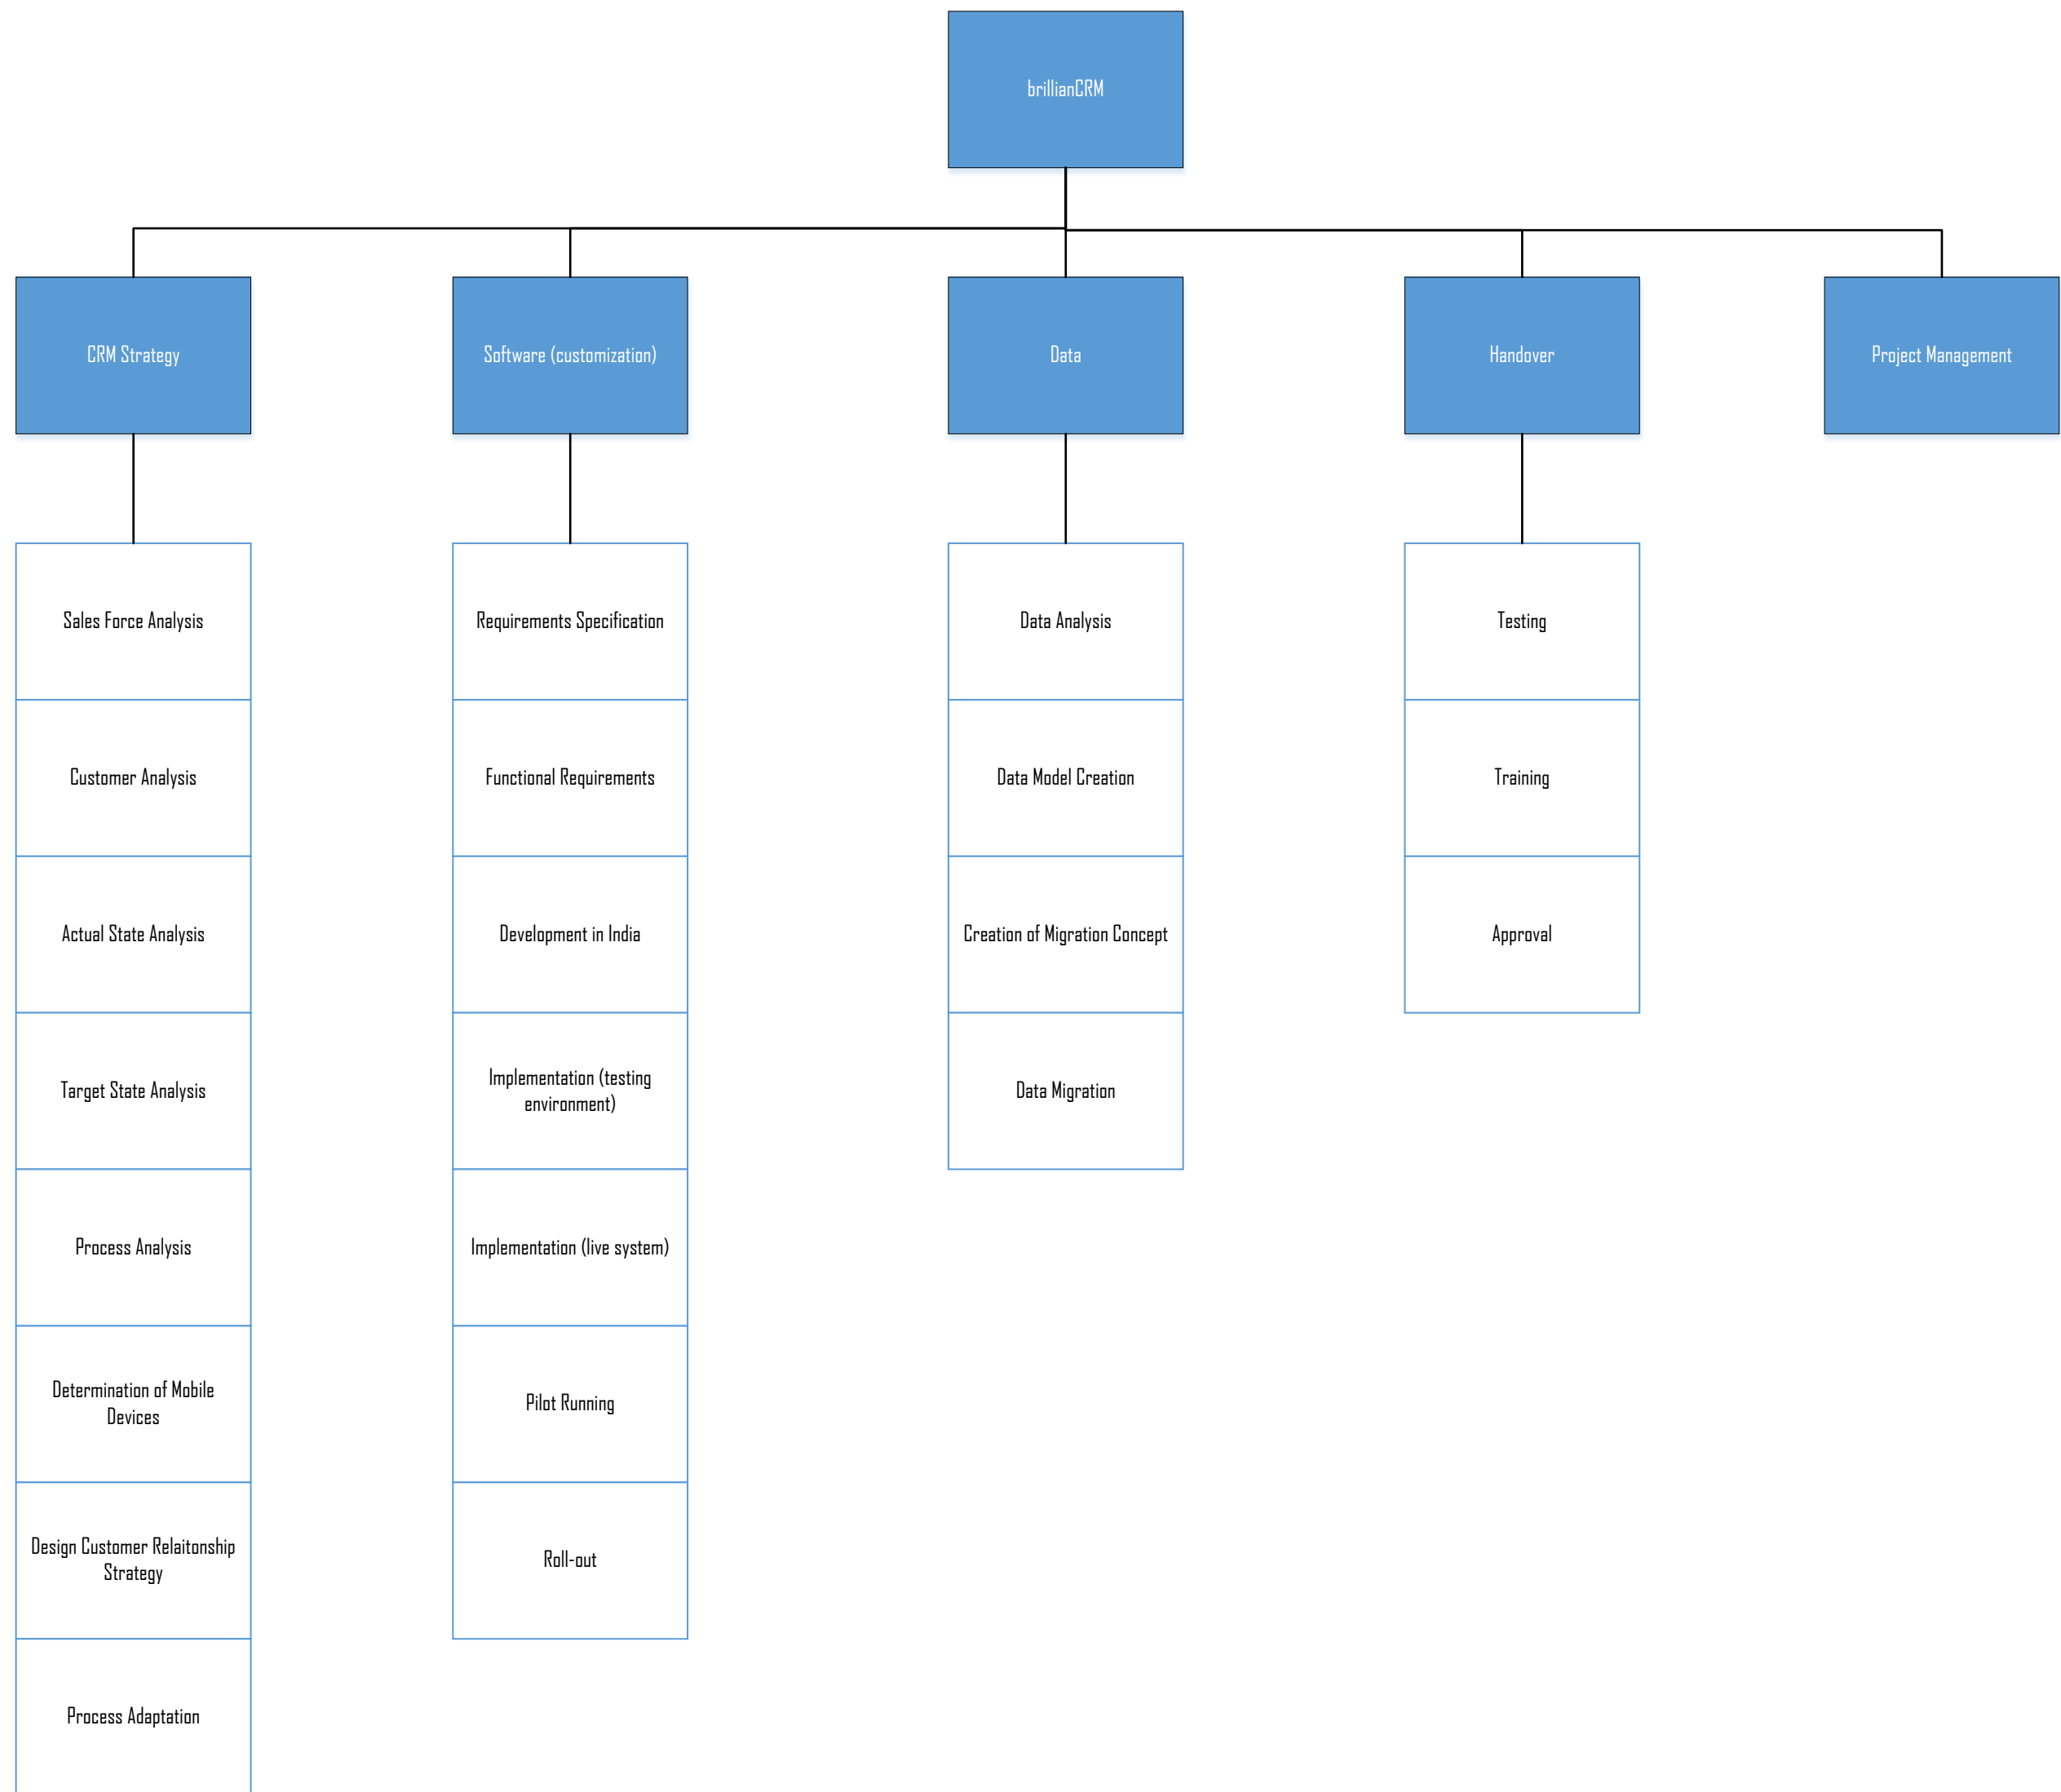 brillianCRM
CRM Strategy
Software (customization)
Data
Handover
Project Management
Sales Force Analysis
Customer Analysis
Actual State Analysis
Target State Analysis
Process Analysis
Determination of Mobile
Devices
Design Customer Relaitonship
Strategy
Process Adaptation
Requirements Specification
Functional Requirements
Development in India
Implementation (testing
environment)
Implementation (live system)
Pilot Running
Roll-out
Data Analysis
Data Model Creation
Creation of Migration Concept
Data Migration
Testing
Training
Approval